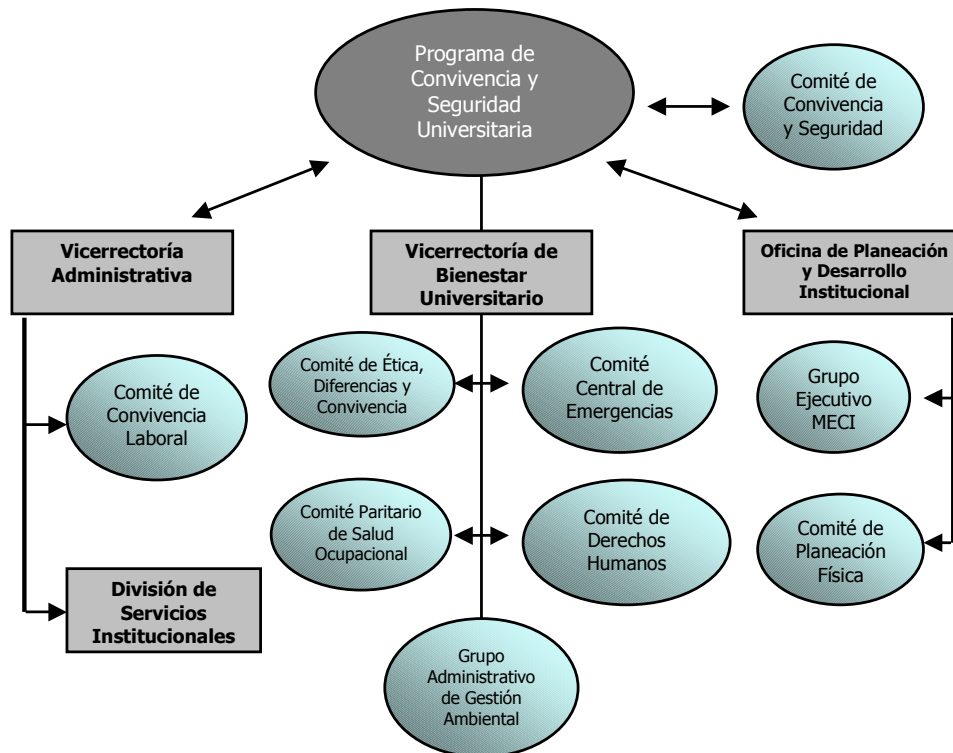 Programa de
Convivencia y
Seguridad
Universitaria
Comité de
Convivencia
y Seguridad
Vicerrectoría
Administrativa
Vicerrectoría de
Bienestar
Universitario
Oficina de Planeación
y Desarrollo
Institucional
Comité de
Convivencia
Laboral
Comité de Ética,
Diferencias y
Convivencia
Comité
Central de
Emergencias
Grupo
Ejecutivo
MECI
Comité Paritario
de Salud
Ocupacional
Comité de
Derechos
Humanos
Comité de
Planeación
Física
División de
Servicios
Institucionales
Grupo
Administrativo
de Gestión
Ambiental